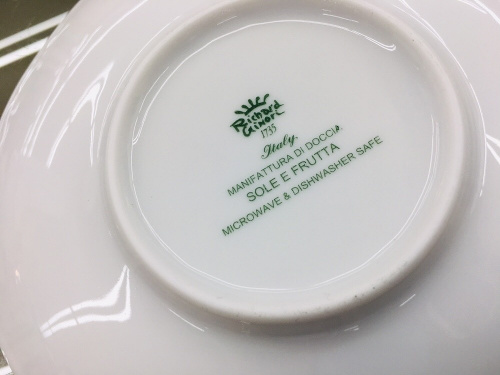 Richard
Ginori
1735
Italy.
MANIFATTURA DI DOCCIA
SOLE E FRUTTA
MICROWAVE & DISHWASHER SAFE